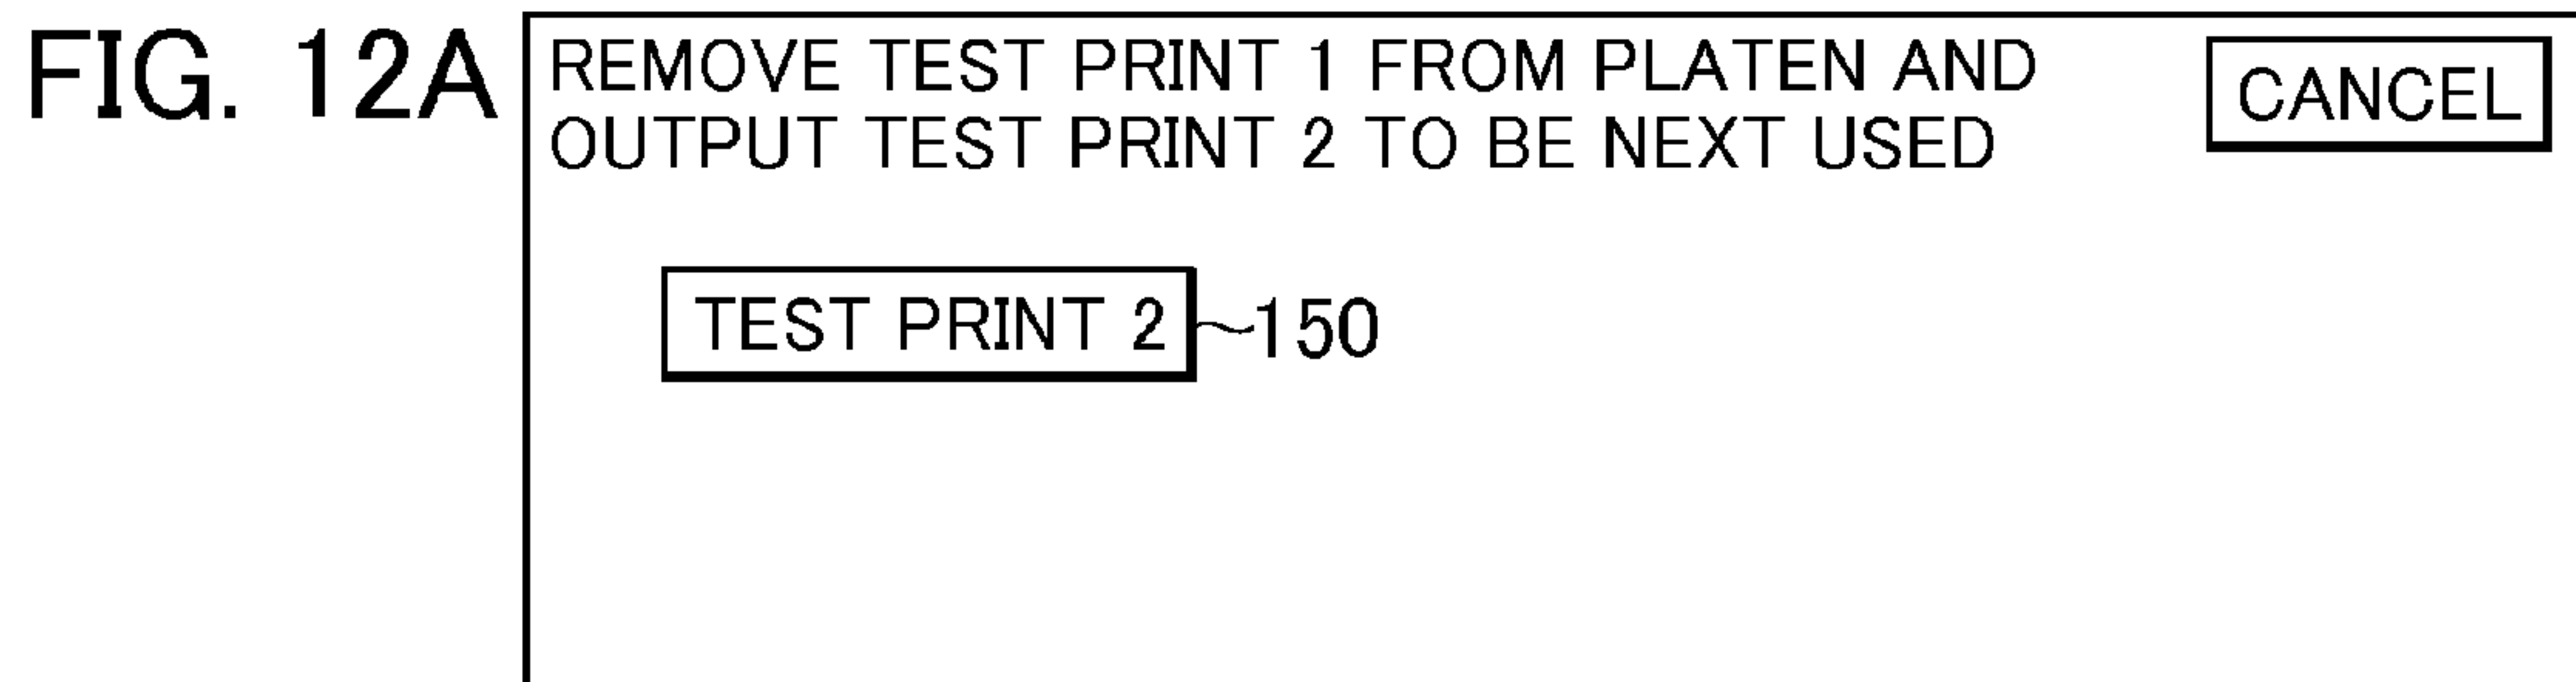 FIG. 12A
REMOVE TEST PRINT 1 FROM PLATEN AND
OUTPUT TEST PRINT 2 TO BE NEXT USED
CANCEL
TEST PRINT 2
150